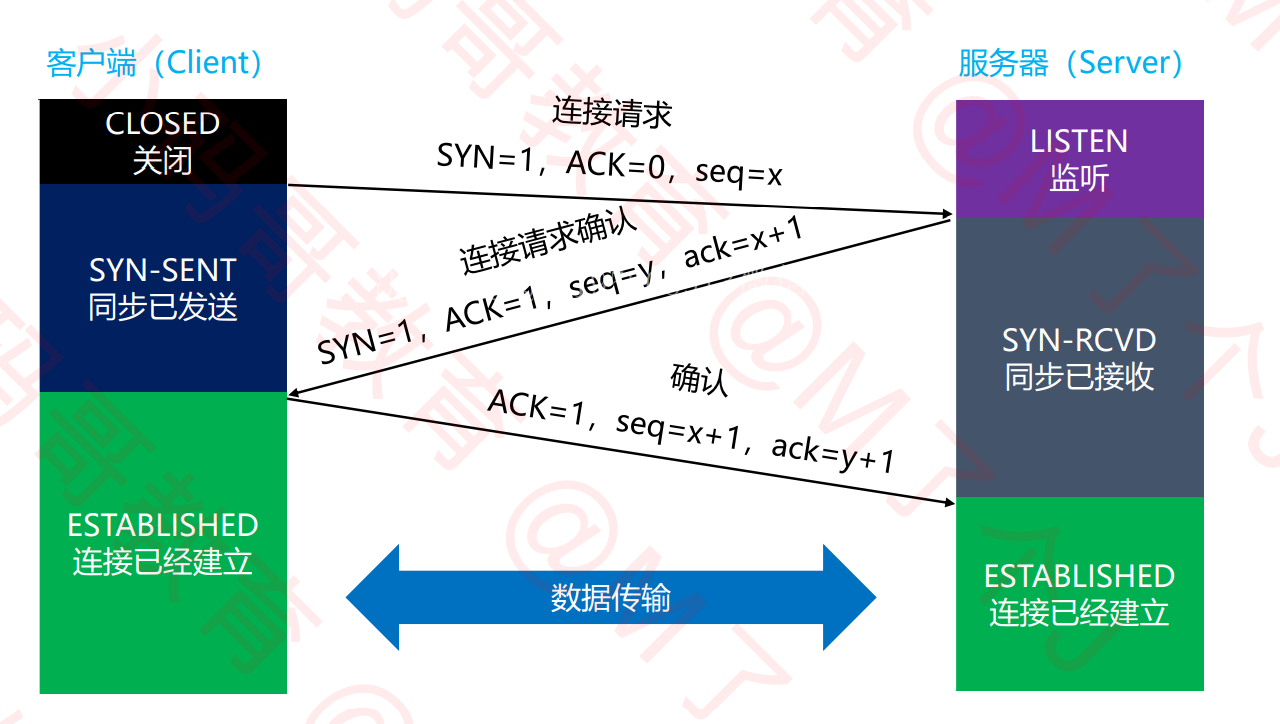 客户端（Client）
服务器（Server）
CLOSED
关闭
SYN-SENT
同步已发送
ESTABLISHED
连接已经建立
连接请求
SYN=1，ACK=0，seq=x
连接请求确认
SYN=1，ACK=1，seq=y，ack=x+1
确认
ACK=1，seq=x+1，ack=y+1
数据传输
LISTEN
监听
SYN-RCVD
同步已接收
ESTABLISHED
连接已经建立
小码哥教育 @M了个J